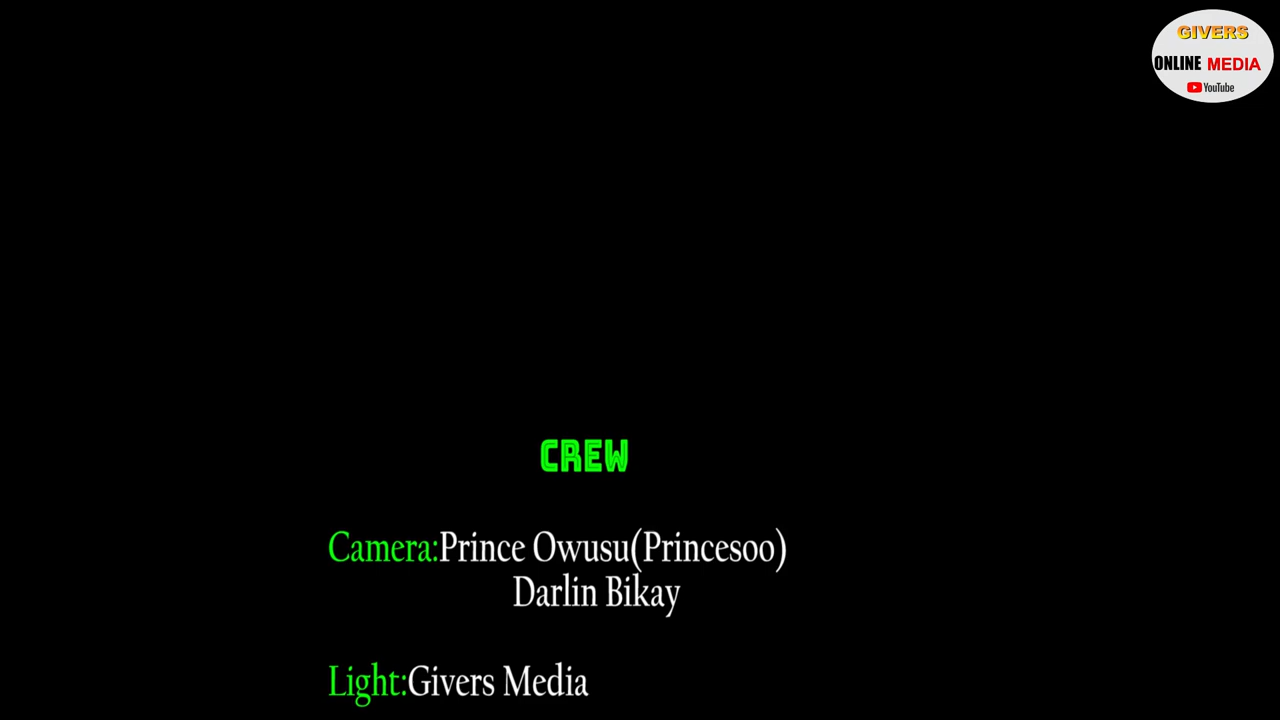 GIVERS
ONLINE MEDIA
YouTube
CREW
Camera:Prince Owusu(Princesoo)
Darlin Bikay
Light:Givers Media